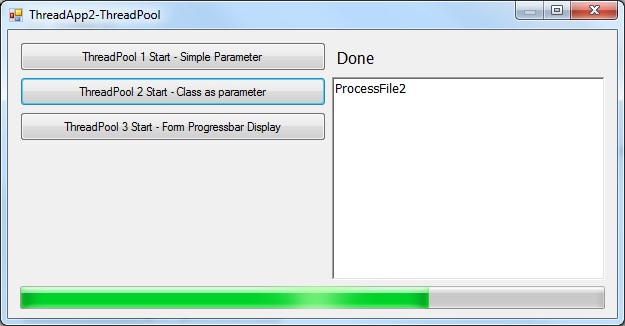 ThreadApp2-ThreadPool
ThreadPool 1 Start - Simple Parameter
Done
ThreadPool 2 Start - Class as parameter
ProcessFile2
ThreadPool 3 Start - Form Progressbar Display